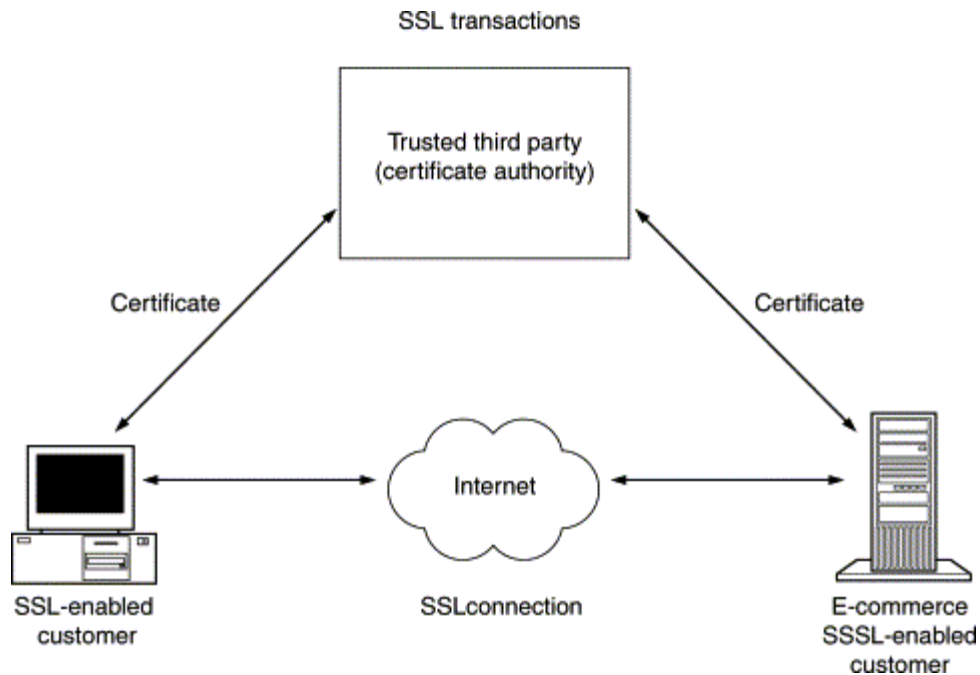 SSL transactions
Trusted third party
(certificate authority)
Certificate
Certificate
Internet
SSL-enabled
customer
SSLconnection
E-commerce
SSSL-enabled
customer